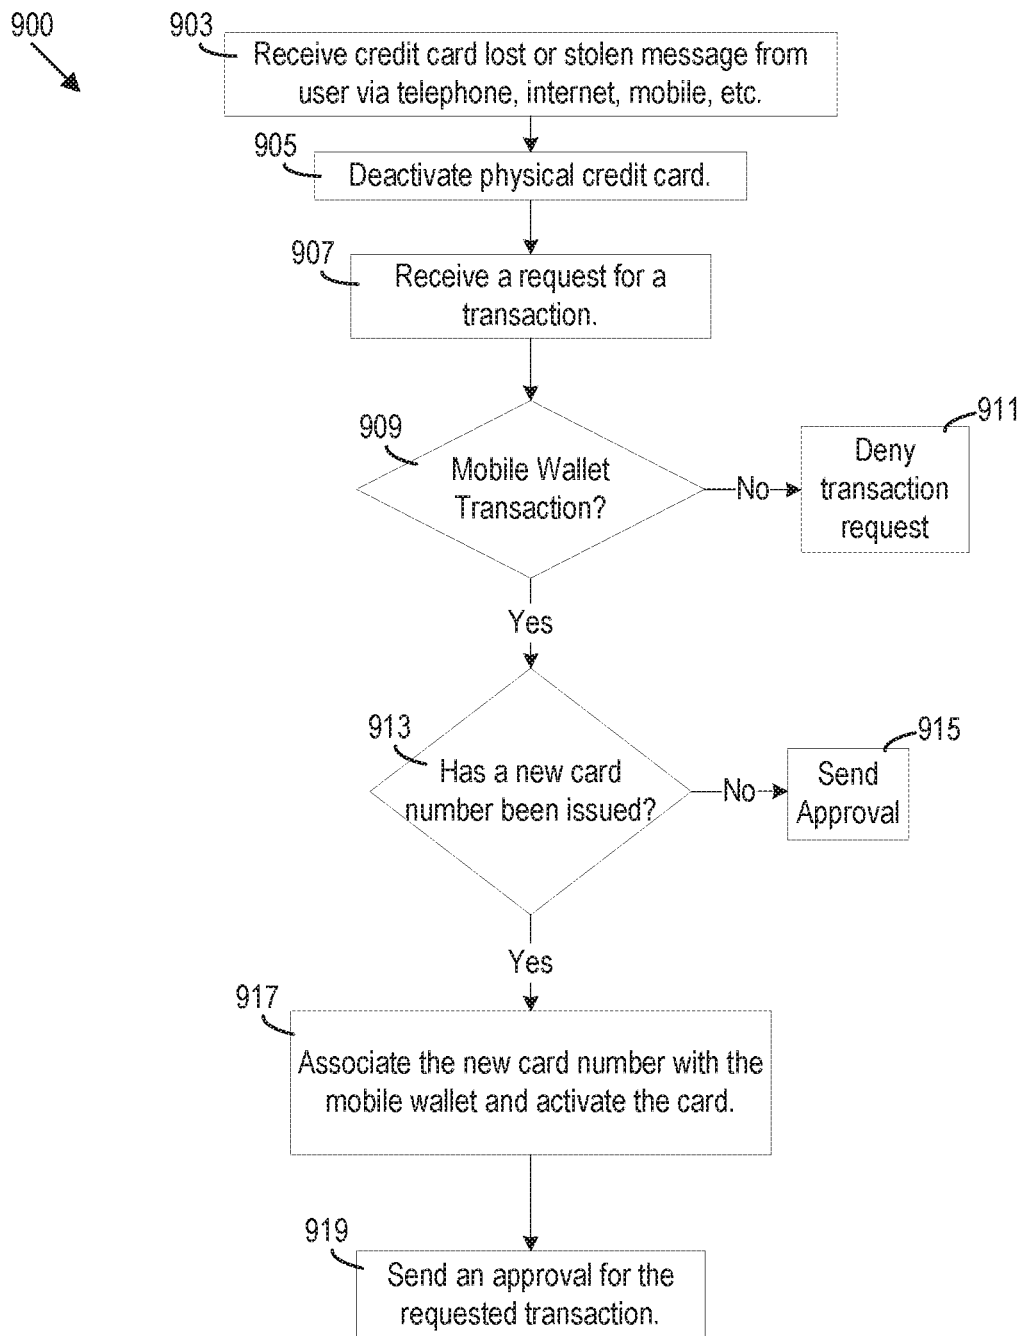 900
903
Receive credit card lost or stolen message from
user via telephone, internet, mobile, etc.
905
Deactivate physical credit card.
907
Receive a request for a
transaction.
909
Mobile Wallet
Transaction?
No
911
Deny
transaction
request
Yes
913
Has a new card
number been issued?
No
915
Send
Approval
Yes
917
Associate the new card number with the
mobile wallet and activate the card.
919
Send an approval for the
requested transaction.